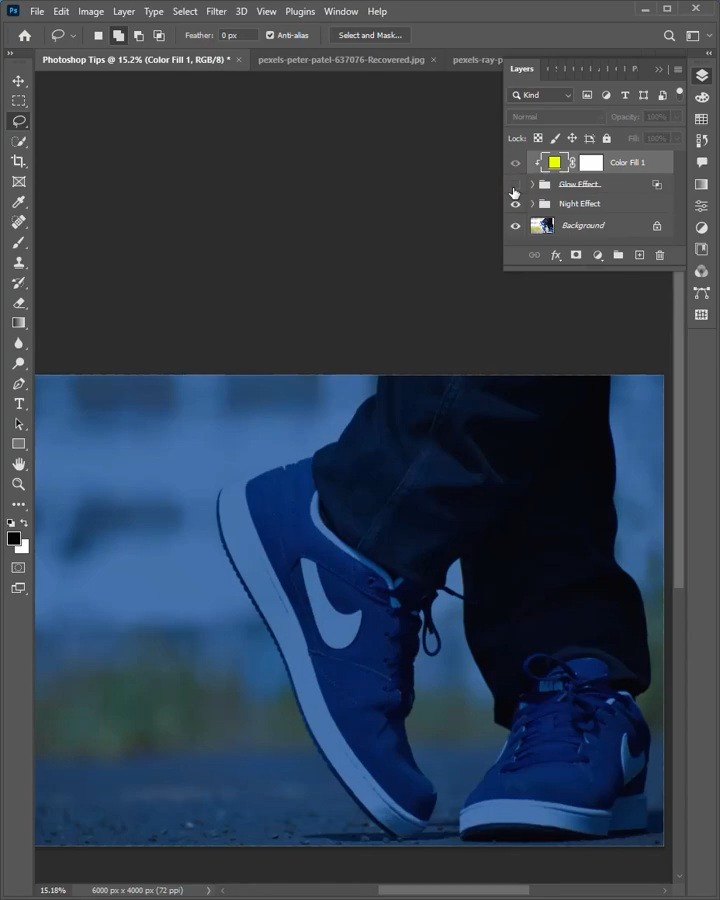 Ps File Edit Image Layer Type Select Filter 3D View Plugins Window Help
Feather: 0 px Anti-alias Select and Mask...
Photoshop Tips @ 15.2% (Color Fill 1, RGB/8) * × pexels-peter-patel-637076-Recovered.jpg × pexels-ray-p
Layers
Kind
Normal Opacity: 100%
Lock: Fill: 100%
Color Fill 1
Glow Effect
Night Effect
Background
fx
15.18% 6000 px x 4000 px (72 ppi)